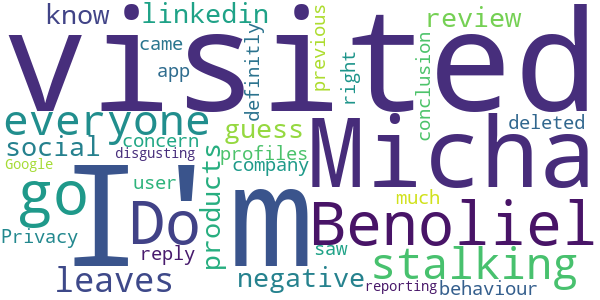 know linkedin previous review
visited
came
app definitly right conclusion
everyone guess Micha deleted
social concern
Google disgusting profiles
I'm
go Do products company
user much
Privacy reply saw Benoliel
stalking
leaves negative reporting behaviour